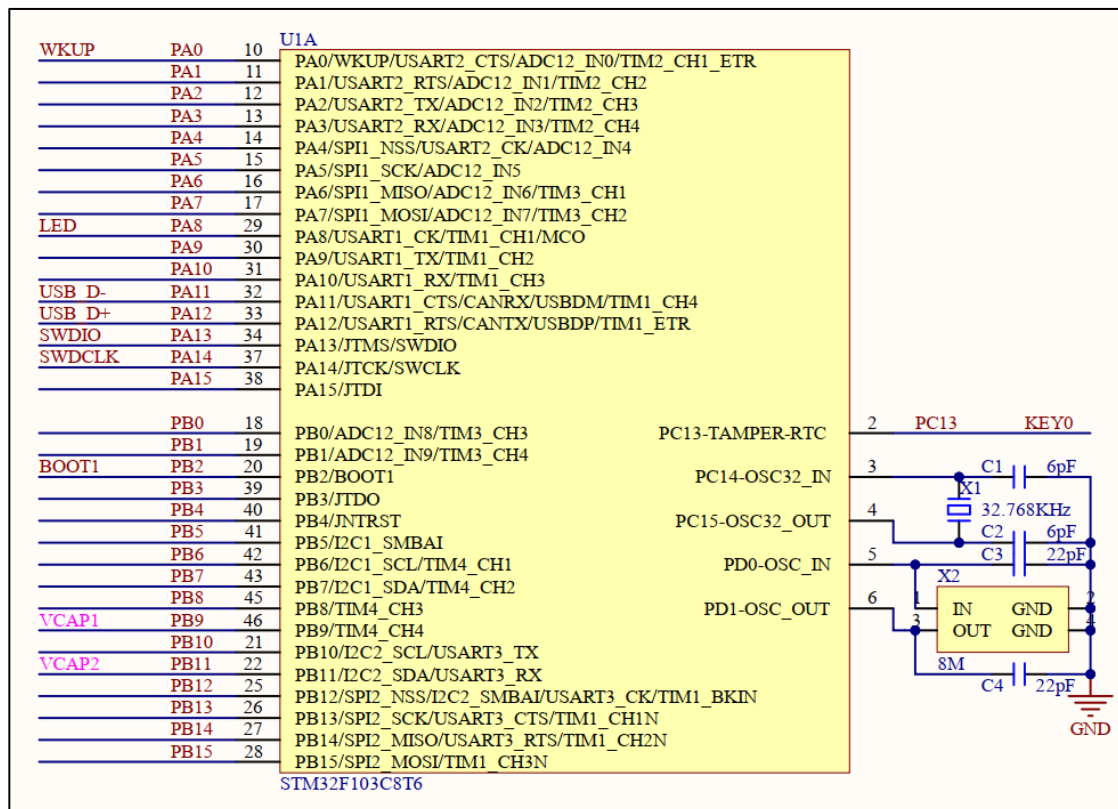 U1A
WKUP PA0 10 PA0/WKUP/USART2_CTS/ADC12_IN0/TIM2_CH1_ETR
PA1 11 PA1/USART2_RTS/ADC12_IN1/TIM2_CH2
PA2 12 PA2/USART2_TX/ADC12_IN2/TIM2_CH3
PA3 13 PA3/USART2_RX/ADC12_IN3/TIM2_CH4
PA4 14 PA4/SPI1_NSS/USART2_CK/ADC12_IN4
PA5 15 PA5/SPI1_SCK/ADC12_IN5
PA6 16 PA6/SPI1_MISO/ADC12_IN6/TIM3_CH1
PA7 17 PA7/SPI1_MOSI/ADC12_IN7/TIM3_CH2
LED PA8 29 PA8/USART1_CK/TIM1_CH1/MCO
PA9 30 PA9/USART1_TX/TIM1_CH2
PA10 31 PA10/USART1_RX/TIM1_CH3
USB D- PA11 32 PA11/USART1_CTS/CANRX/USBDM/TIM1_CH4
USB D+ PA12 33 PA12/USART1_RTS/CANTX/USBDP/TIM1_ETR
SWDIO PA13 34 PA13/JTMS/SWDIO
SWDCLK PA14 37 PA14/JTCK/SWCLK
PA15 38 PA15/JTDI
PB0 18 PB0/ADC12_IN8/TIM3_CH3 PC13-TAMPER-RTC 2 PC13 KEY0
PB1 19 PB1/ADC12_IN9/TIM3_CH4
BOOT1 PB2 20 PB2/BOOT1 PC14-OSC32_IN 3 C1 6pF
PB3 39 PB3/JTDO X1
PB4 40 PB4/JNTRST PC15-OSC32_OUT 4 32.768KHz
PB5 41 PB5/I2C1_SMBAI C2 6pF
PB6 42 PB6/I2C1_SCL/TIM4_CH1 PD0-OSC_IN 5 C3 22pF
PB7 43 PB7/I2C1_SDA/TIM4_CH2 X2
PB8 45 PB8/TIM4_CH3 PD1-OSC_OUT 6 1 IN GND 2
VCAP1 PB9 46 PB9/TIM4_CH4 3 OUT GND 4
PB10 21 PB10/I2C2_SCL/USART3_TX
VCAP2 PB11 22 PB11/I2C2_SDA/USART3_RX 8M
PB12 25 PB12/SPI2_NSS/I2C2_SMBAI/USART3_CK/TIM1_BKIN C4 22pF
PB13 26 PB13/SPI2_SCK/USART3_CTS/TIM1_CH1N
PB14 27 PB14/SPI2_MISO/USART3_RTS/TIM1_CH2N GND
PB15 28 PB15/SPI2_MOSI/TIM1_CH3N
STM32F103C8T6